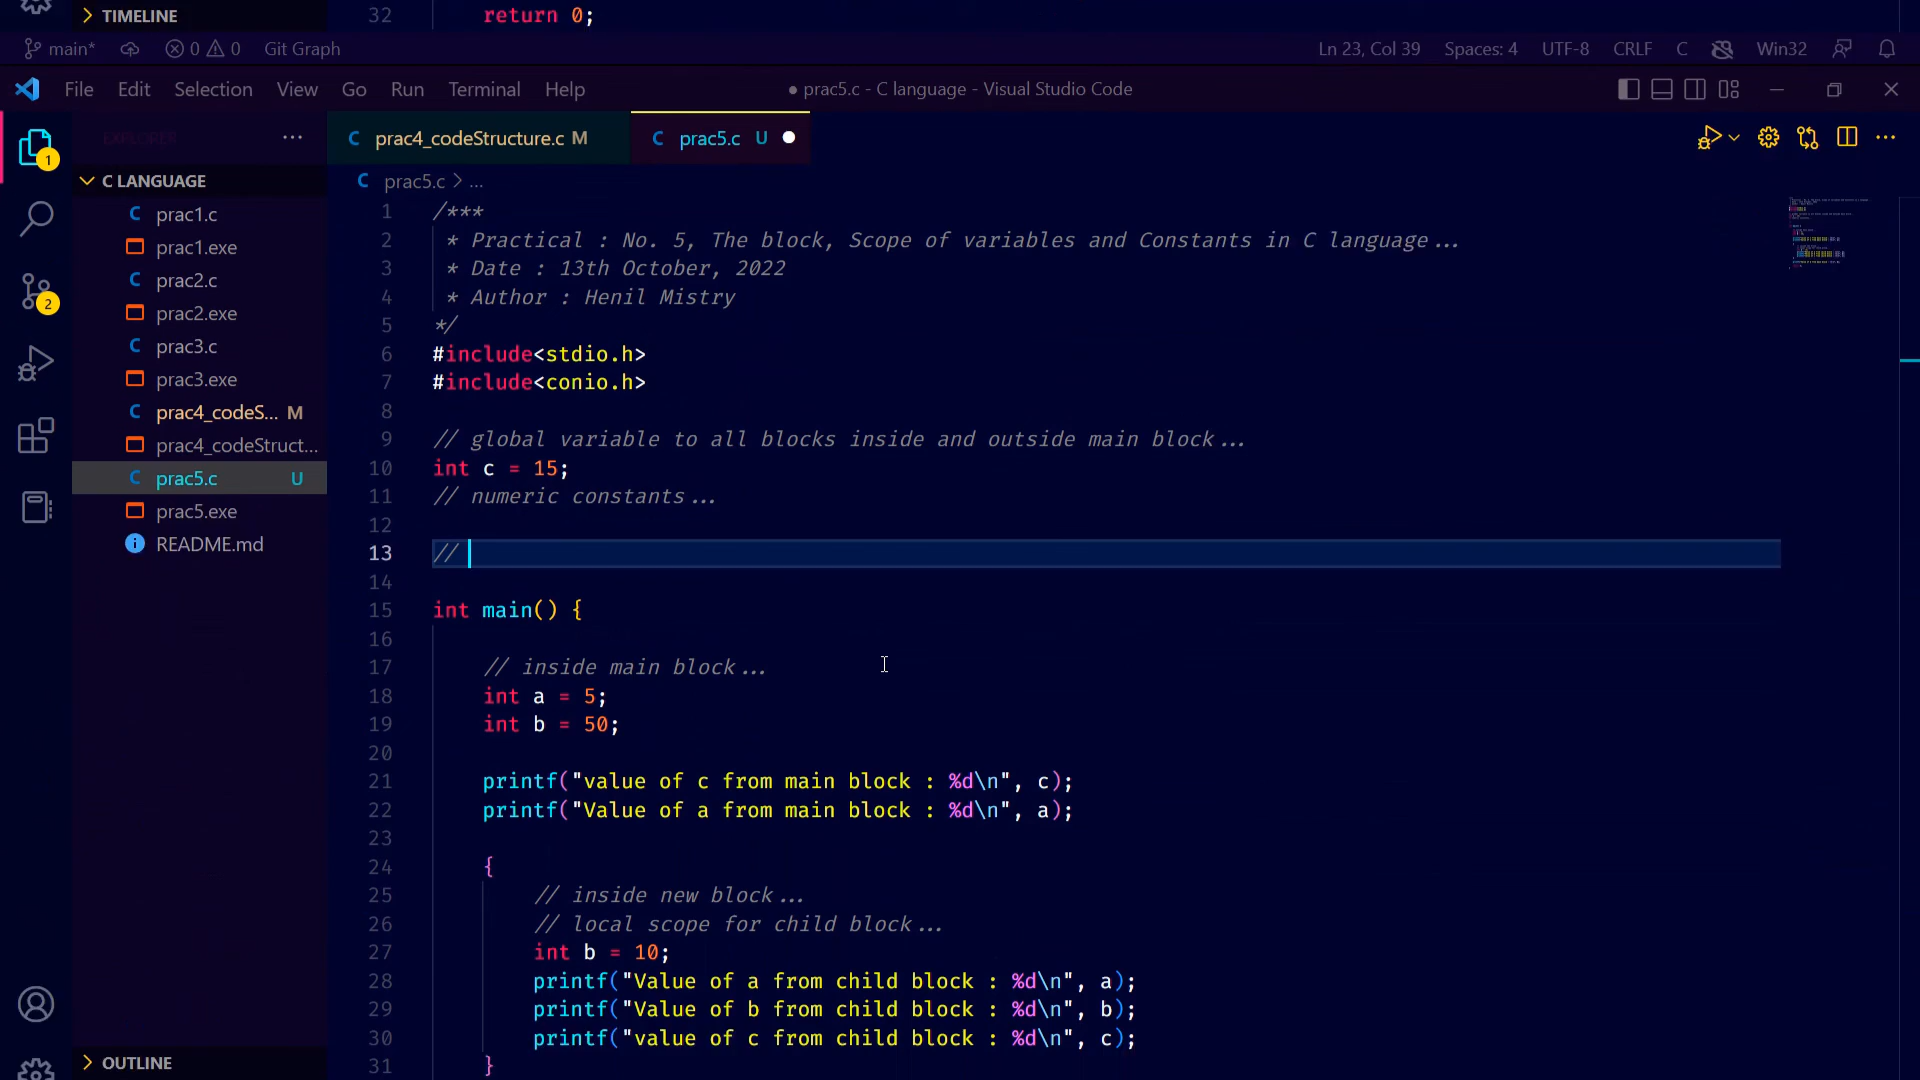 TIMELINE
32 return 0;
main* 0 0 Git Graph Ln 23, Col 39 Spaces: 4 UTF-8 CRLF C Win32
File Edit Selection View Go Run Terminal Help ● prac5.c - C language - Visual Studio Code
EXPLORER ...
C prac4_codeStructure.c M C prac5.c U ●
1
C LANGUAGE
C prac5.c > ...
C prac1.c
prac1.exe
C prac2.c
2
prac2.exe
C prac3.c
prac3.exe
C prac4_codeS... M
prac4_codeStruct...
C prac5.c U
prac5.exe
README.md
OUTLINE
1 /***
2 * Practical : No. 5, The block, Scope of variables and Constants in C language...
3 * Date : 13th October, 2022
4 * Author : Henil Mistry
5 */
6 #include<stdio.h>
7 #include<conio.h>
8
9 // global variable to all blocks inside and outside main block...
10 int c = 15;
11 // numeric constants...
12
13 //
14
15 int main() {
16
17 // inside main block...
18 int a = 5;
19 int b = 50;
20
21 printf("value of c from main block : %d\n", c);
22 printf("Value of a from main block : %d\n", a);
23
24 {
25 // inside new block...
26 // local scope for child block...
27 int b = 10;
28 printf("Value of a from child block : %d\n", a);
29 printf("Value of b from child block : %d\n", b);
30 printf("value of c from child block : %d\n", c);
31 }